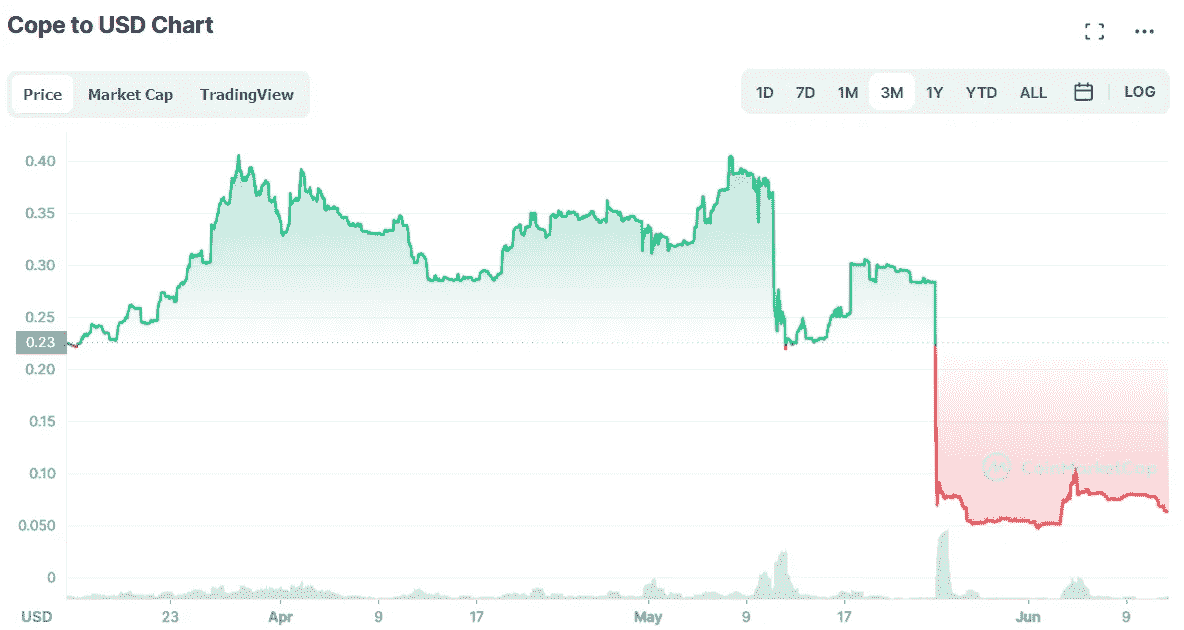 Cope to USD Chart
Price Market Cap TradingView
1D 7D 1M 3M 1Y YTD ALL LOG
0.40
0.35
0.30
0.25
0.23
0.20
0.15
0.10
0.050
0
USD 23 Apr 9 17 May 9 17 Jun 9